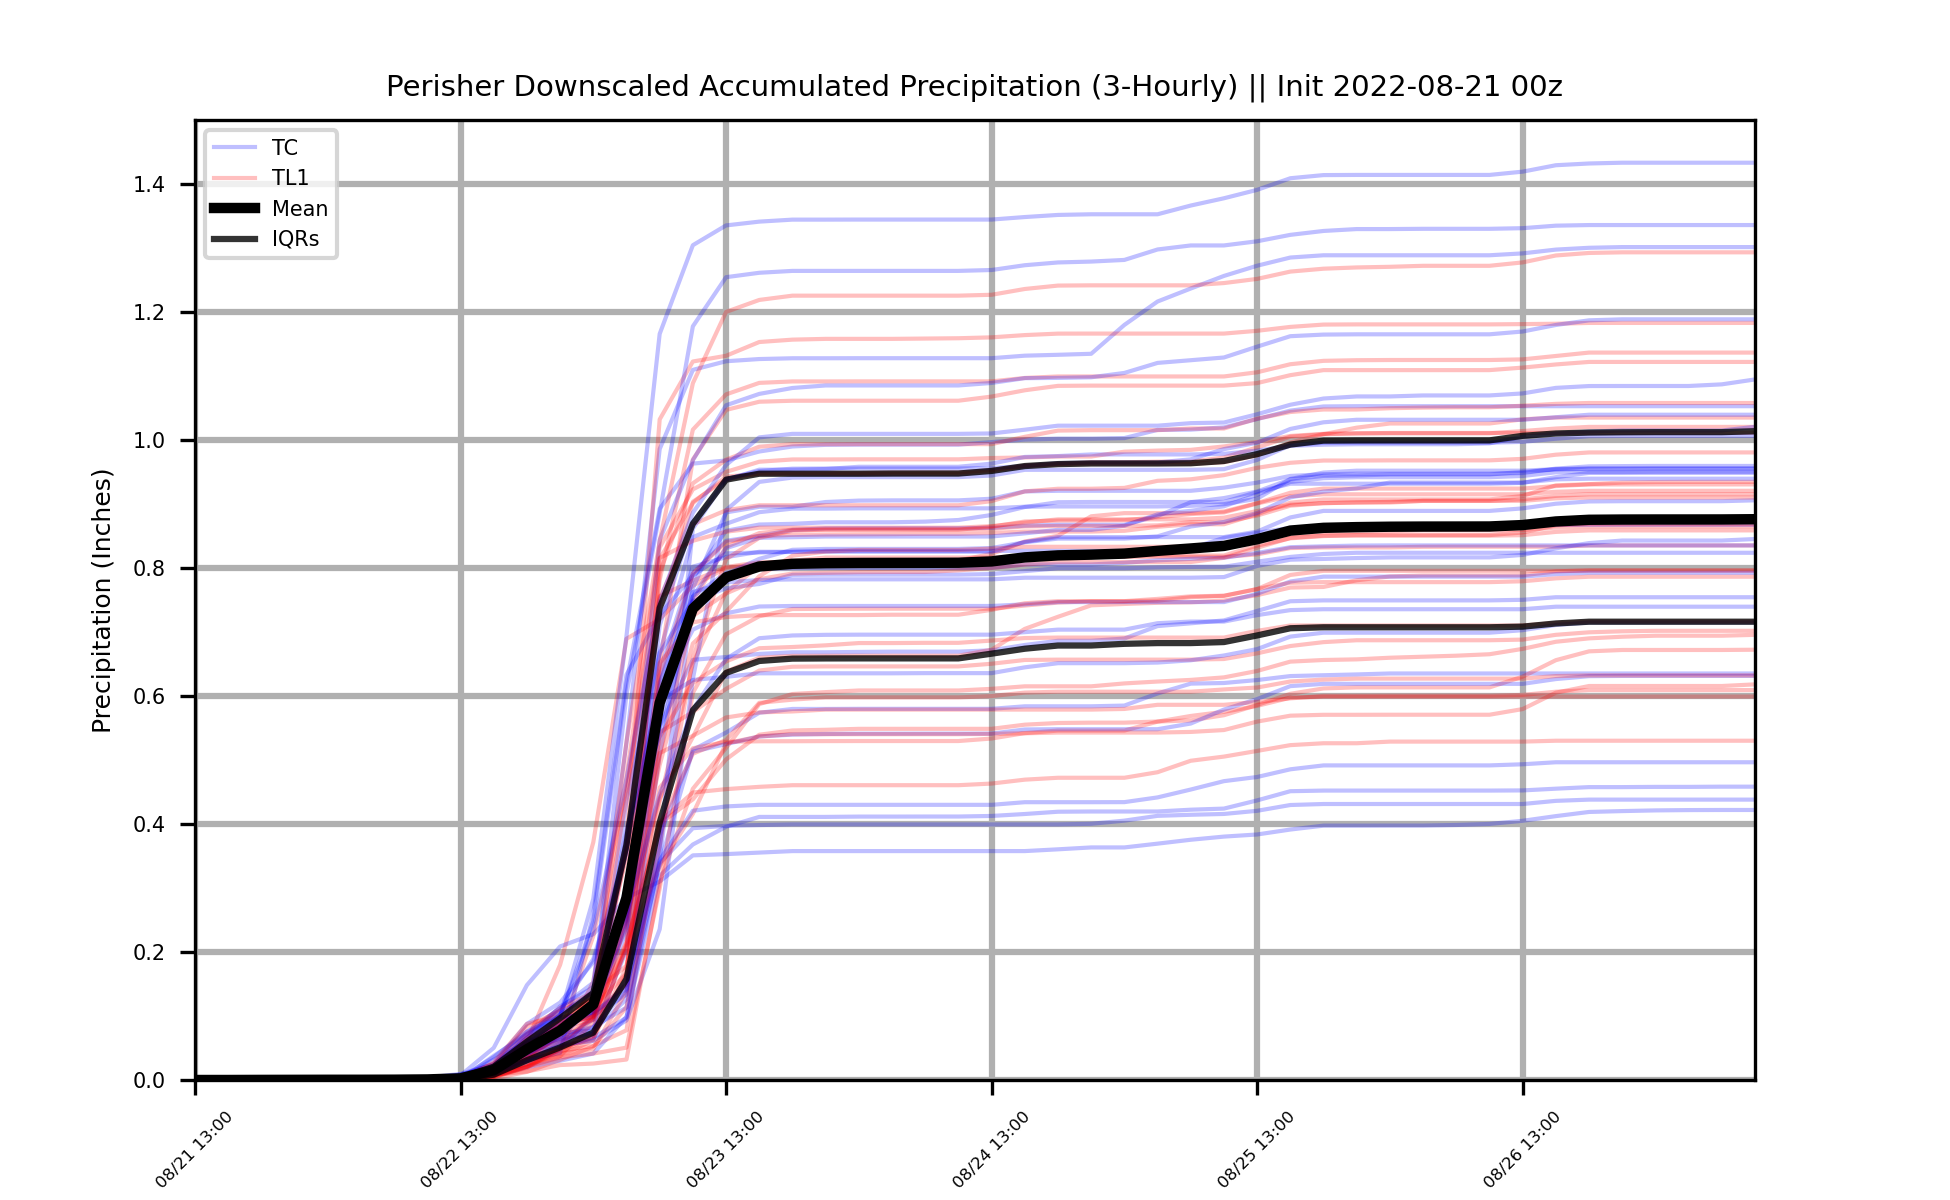 Perisher Downscaled Accumulated Precipitation (3-Hourly) || Init 2022-08-21 00z
TC
TL1
Mean
IQRs
Precipitation (Inches)
1.4
1.2
1.0
0.8
0.6
0.4
0.2
0.0
08/21 13:00
08/22 13:00
08/23 13:00
08/24 13:00
08/25 13:00
08/26 13:00